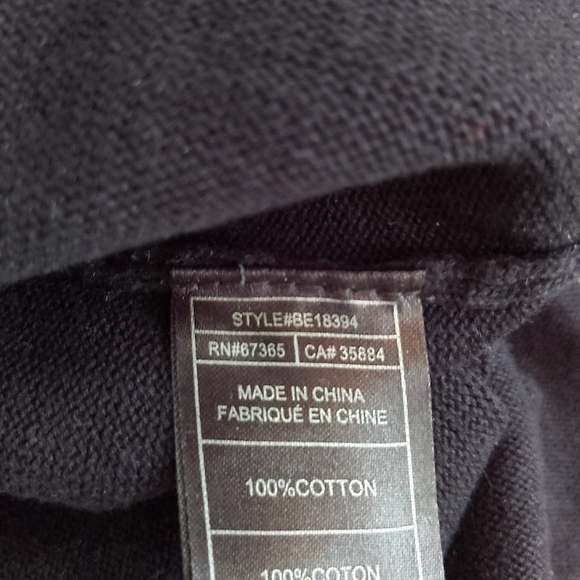 STYLE#BE18394
RN#67365 CA# 35884
MADE IN CHINA
FABRIQUÉ EN CHINE
100%COTTON
100%COTON